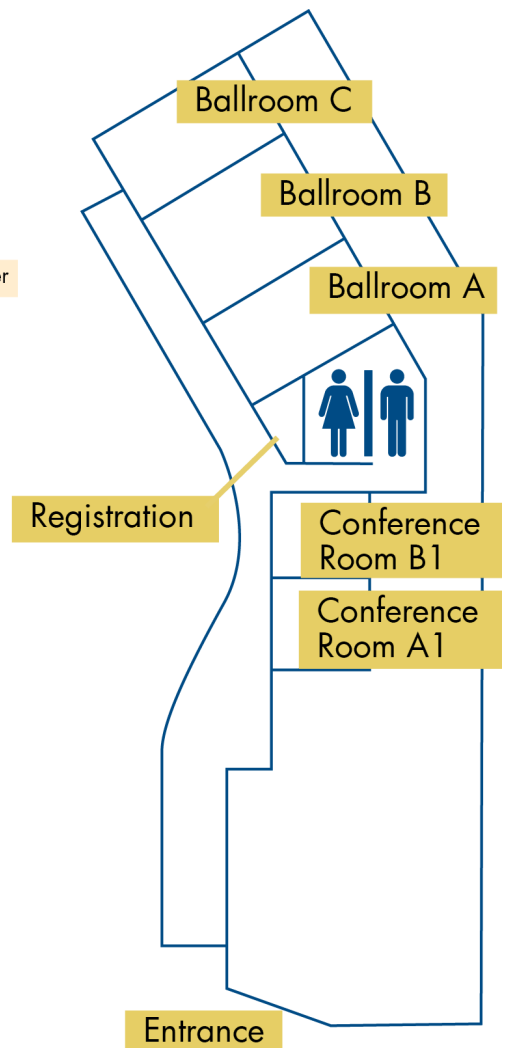 Ballroom C
Ballroom B
Ballroom A
Registration
Conference
Room B1
Conference
Room A1
Entrance